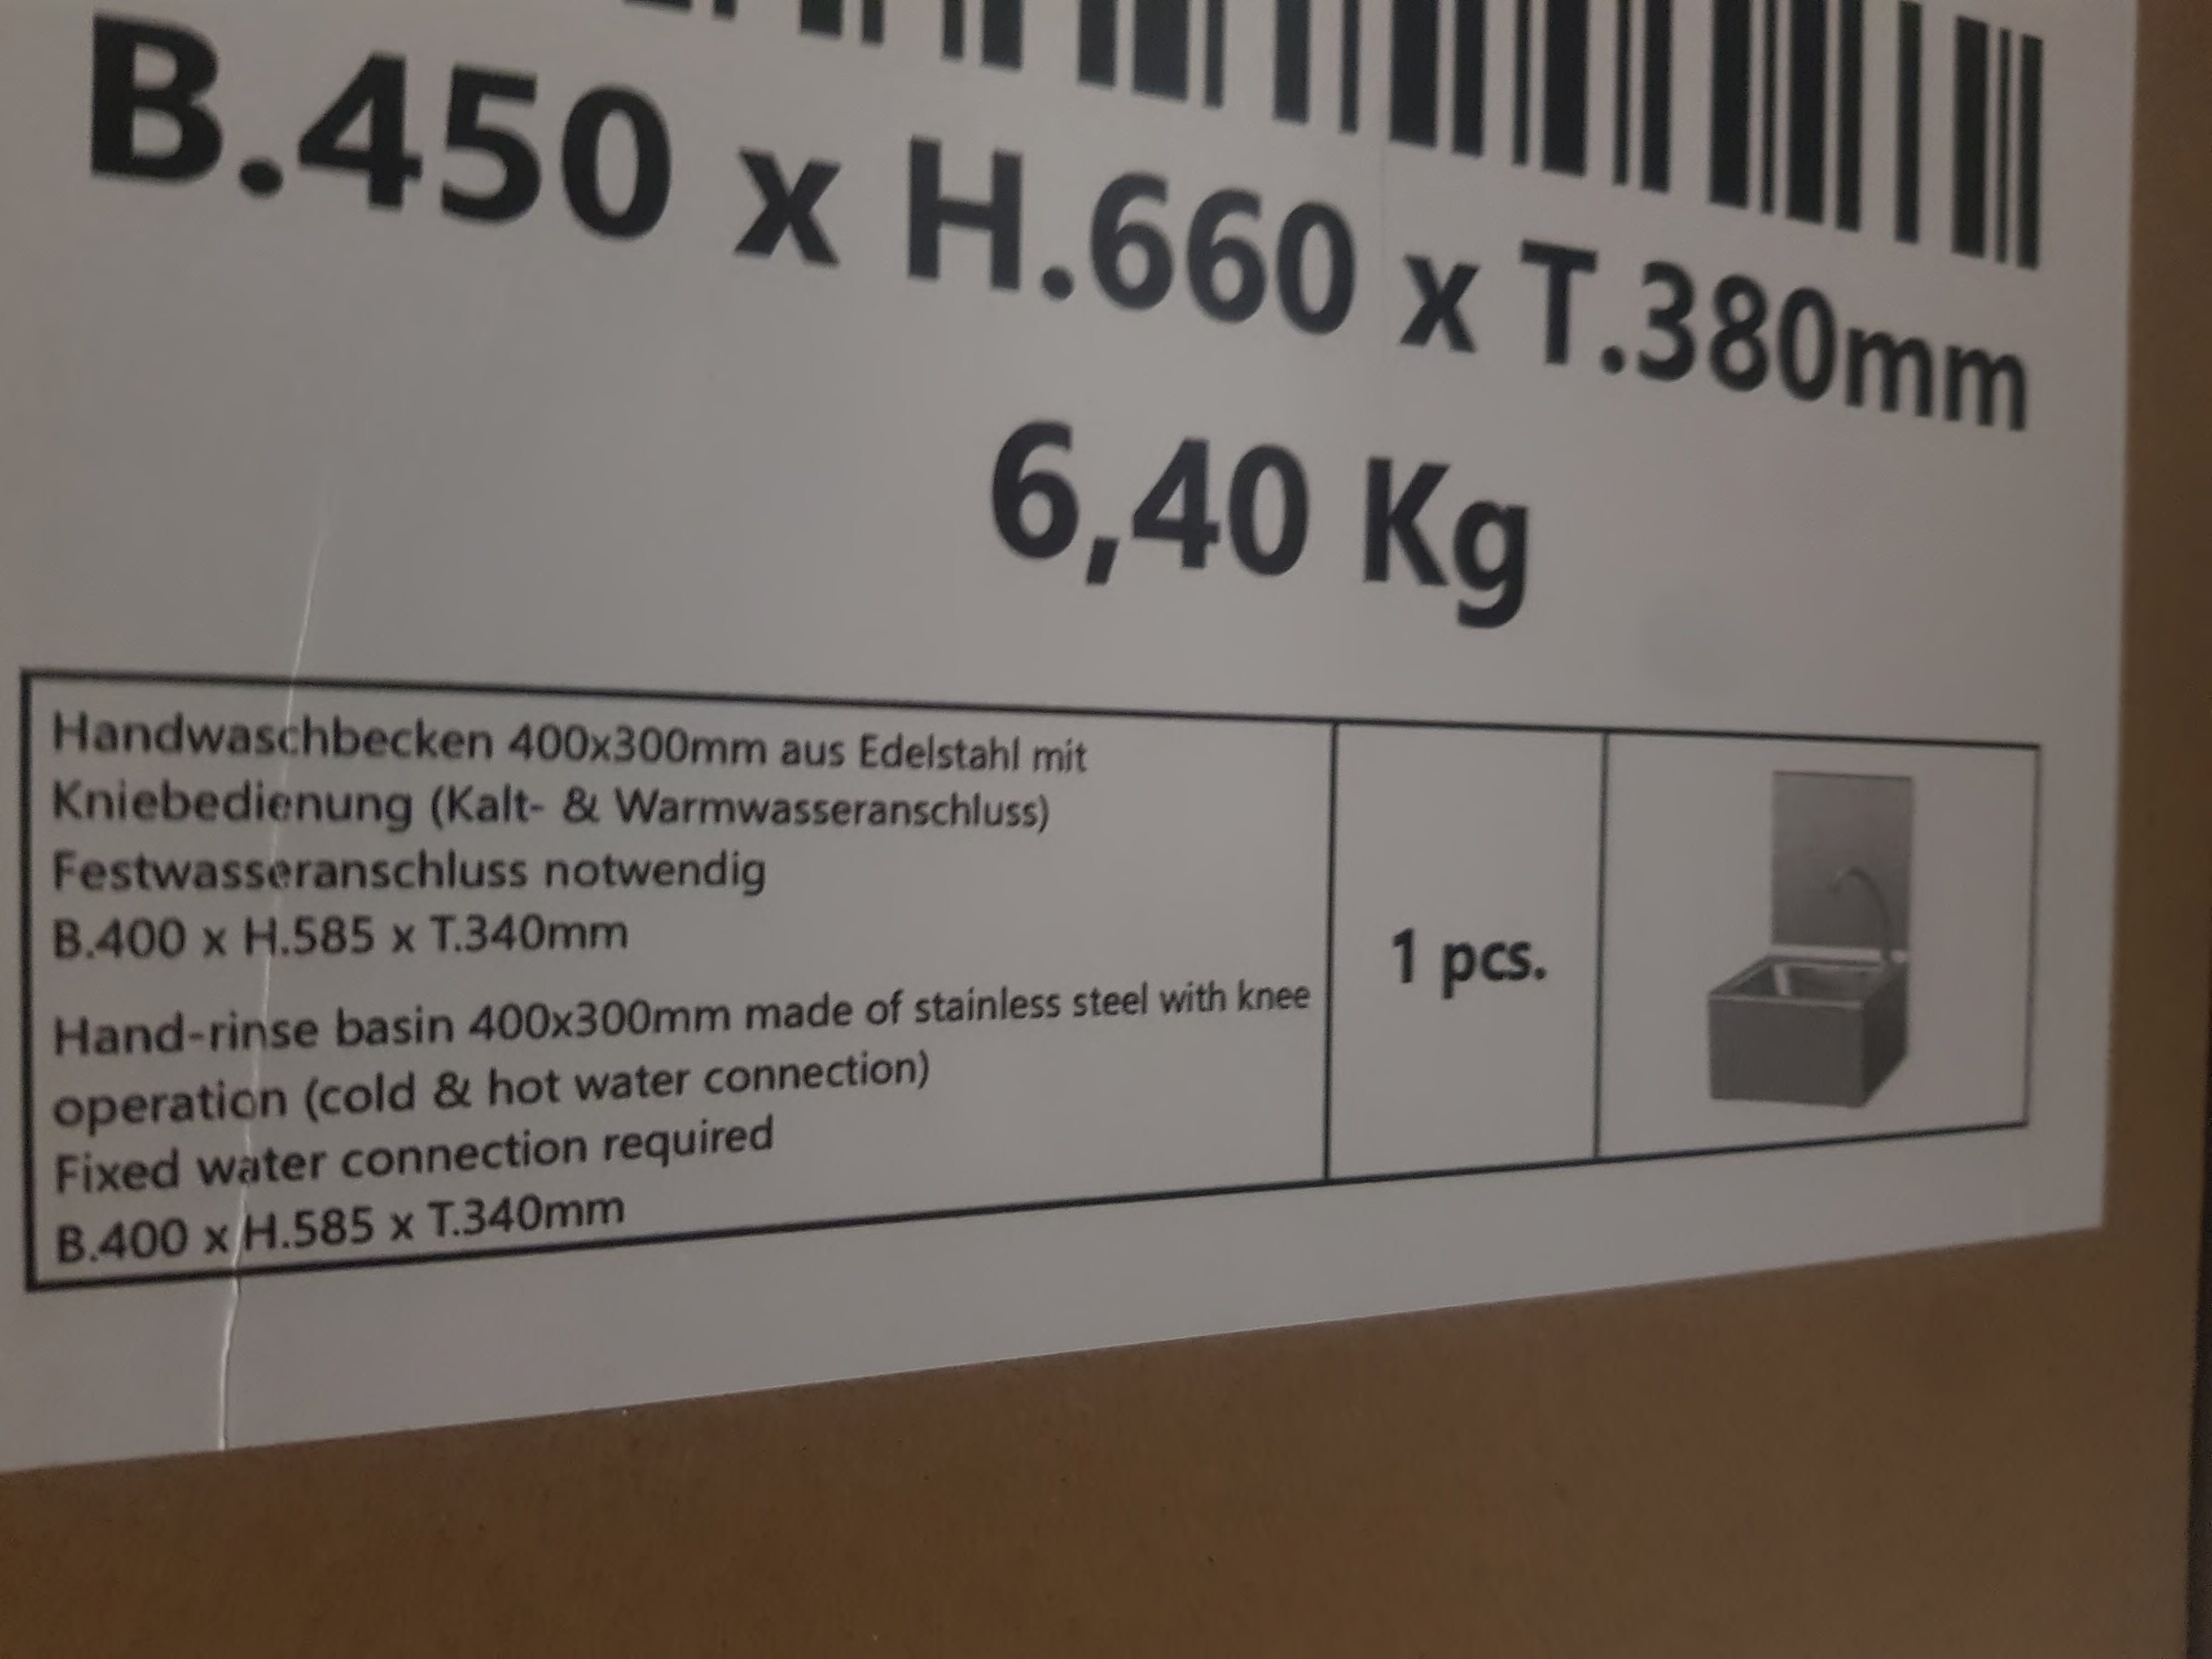 B.450 x H.660 x T.380mm
6,40 Kg
Handwaschbecken 400x300mm aus Edelstahl mit
Kniebedienung (Kalt- & Warmwasseranschluss)
Festwasseranschluss notwendig
B.400 x H.585 x T.340mm
Hand-rinse basin 400x300mm made of stainless steel with knee
operation (cold & hot water connection)
Fixed water connection required
B.400 x H.585 x T.340mm
1 pcs.